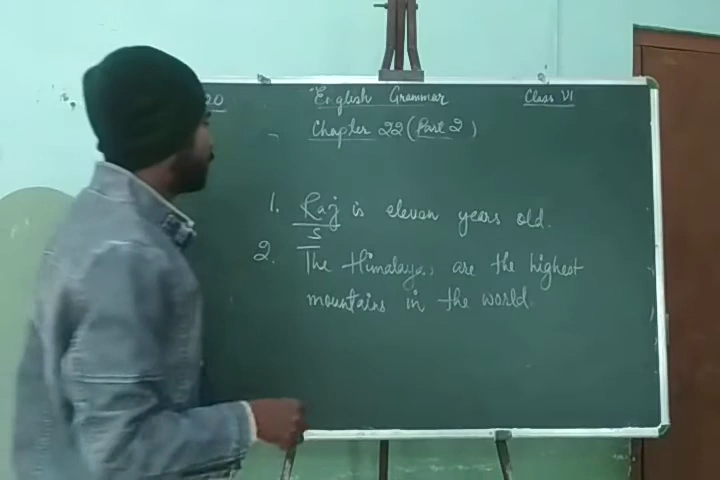 20 English Grammar Class VI
Chapter 22 (Part 2)
1. Raj is eleven years old.
S
2. The Himalayas are the highest
mountains in the world.